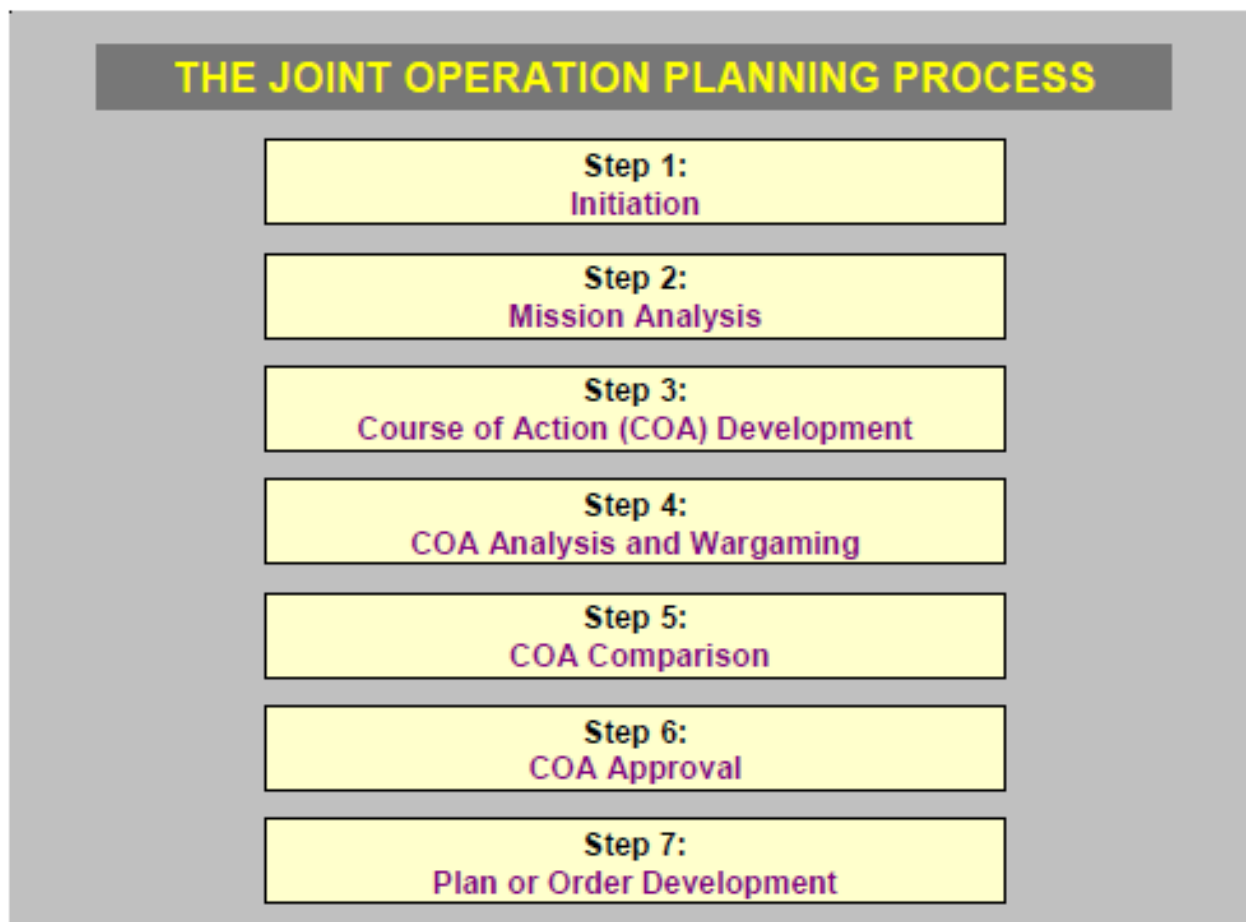 THE JOINT OPERATION PLANNING PROCESS
Step 1:
Initiation
Step 2:
Mission Analysis
Step 3:
Course of Action (COA) Development
Step 4:
COA Analysis and Wargaming
Step 5:
COA Comparison
Step 6:
COA Approval
Step 7:
Plan or Order Development